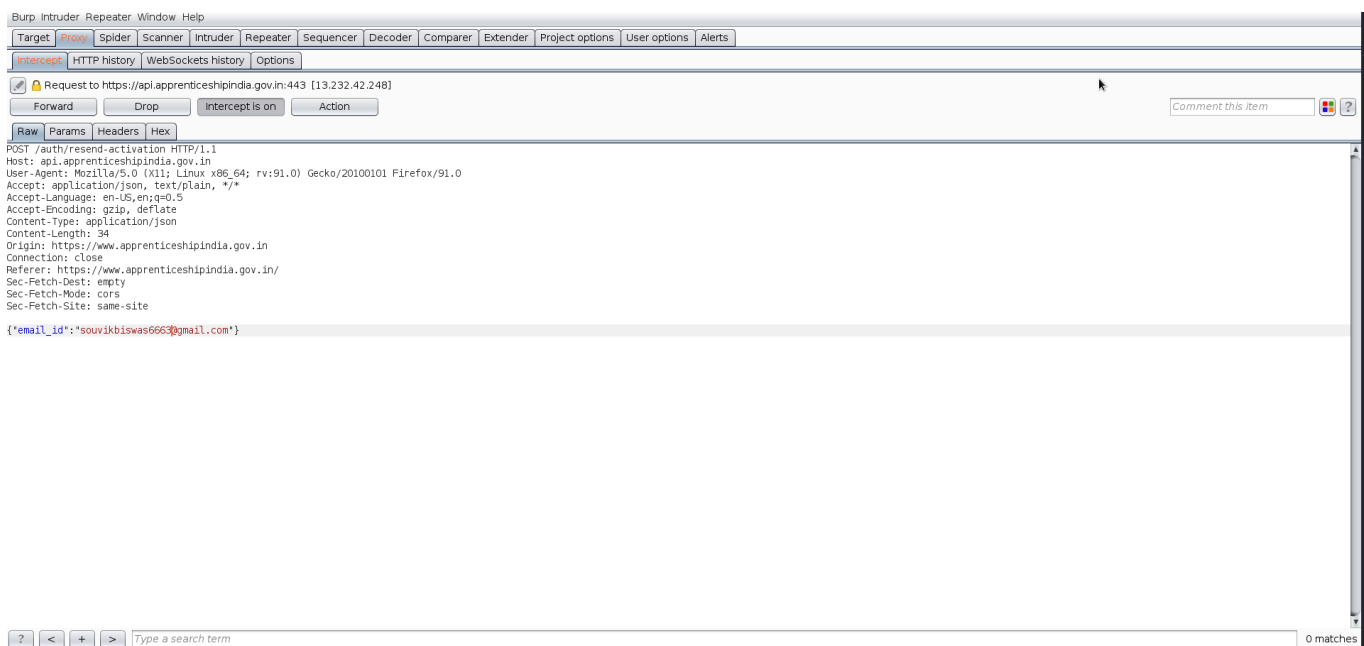 Burp Intruder Repeater Window Help
Target Proxy Spider Scanner Intruder Repeater Sequencer Decoder Comparer Extender Project options User options Alerts
Intercept HTTP history WebSockets history Options
Request to https://api.apprenticeshipindia.gov.in:443 [13.232.42.248]
Forward Drop Intercept is on Action Comment this item ?
Raw Params Headers Hex
POST /auth/resend-activation HTTP/1.1
Host: api.apprenticeshipindia.gov.in
User-Agent: Mozilla/5.0 (X11; Linux x86_64; rv:91.0) Gecko/20100101 Firefox/91.0
Accept: application/json, text/plain, */*
Accept-Language: en-US,en;q=0.5
Accept-Encoding: gzip, deflate
Content-Type: application/json
Content-Length: 34
Origin: https://www.apprenticeshipindia.gov.in
Connection: close
Referer: https://www.apprenticeshipindia.gov.in/
Sec-Fetch-Dest: empty
Sec-Fetch-Mode: cors
Sec-Fetch-Site: same-site
{"email_id":"souvikbiswas6663@gmail.com"}
? < + > Type a search term 0 matches